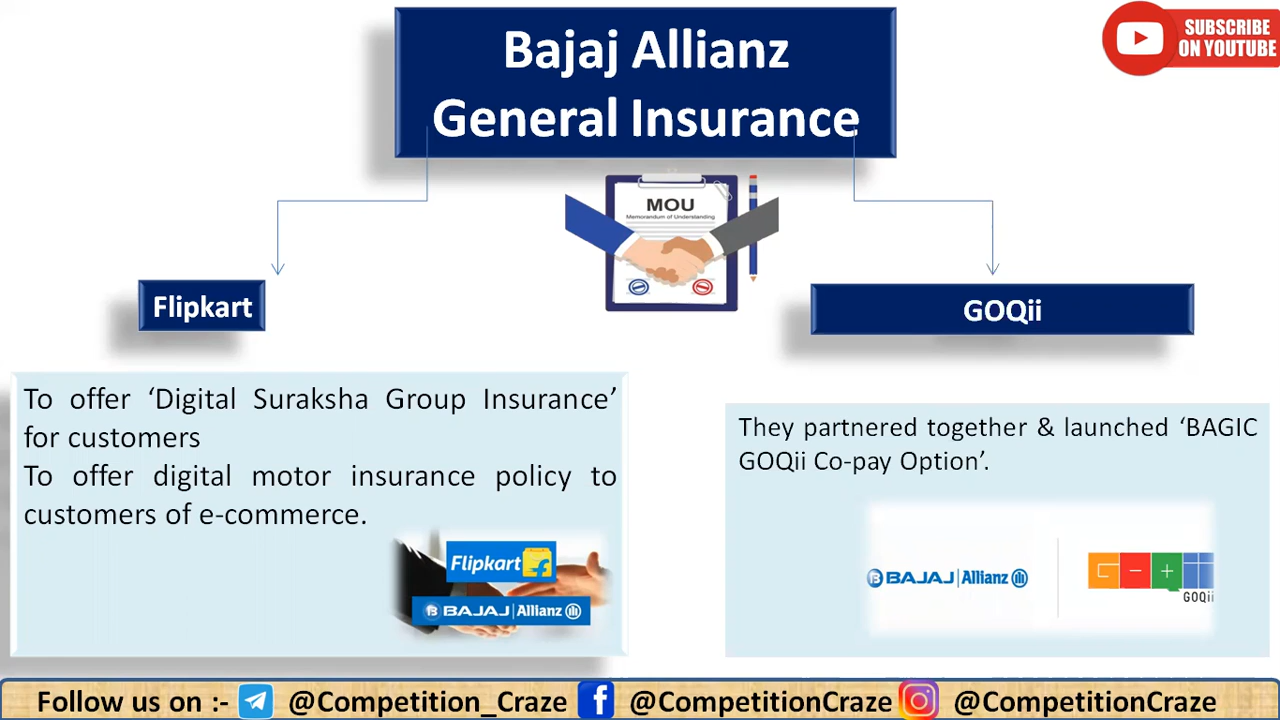 Bajaj Allianz
General Insurance
SUBSCRIBE
ON YOUTUBE
MOU
Memorandum of Understanding
Flipkart
GOQii
To offer ‘Digital Suraksha Group Insurance’
for customers
To offer digital motor insurance policy to
customers of e-commerce.
They partnered together & launched ‘BAGIC
GOQii Co-pay Option’.
Flipkart
BAJAJ | Allianz
BAJAJ | Allianz
GOQii
Follow us on :- @Competition_Craze @CompetitionCraze @CompetitionCraze